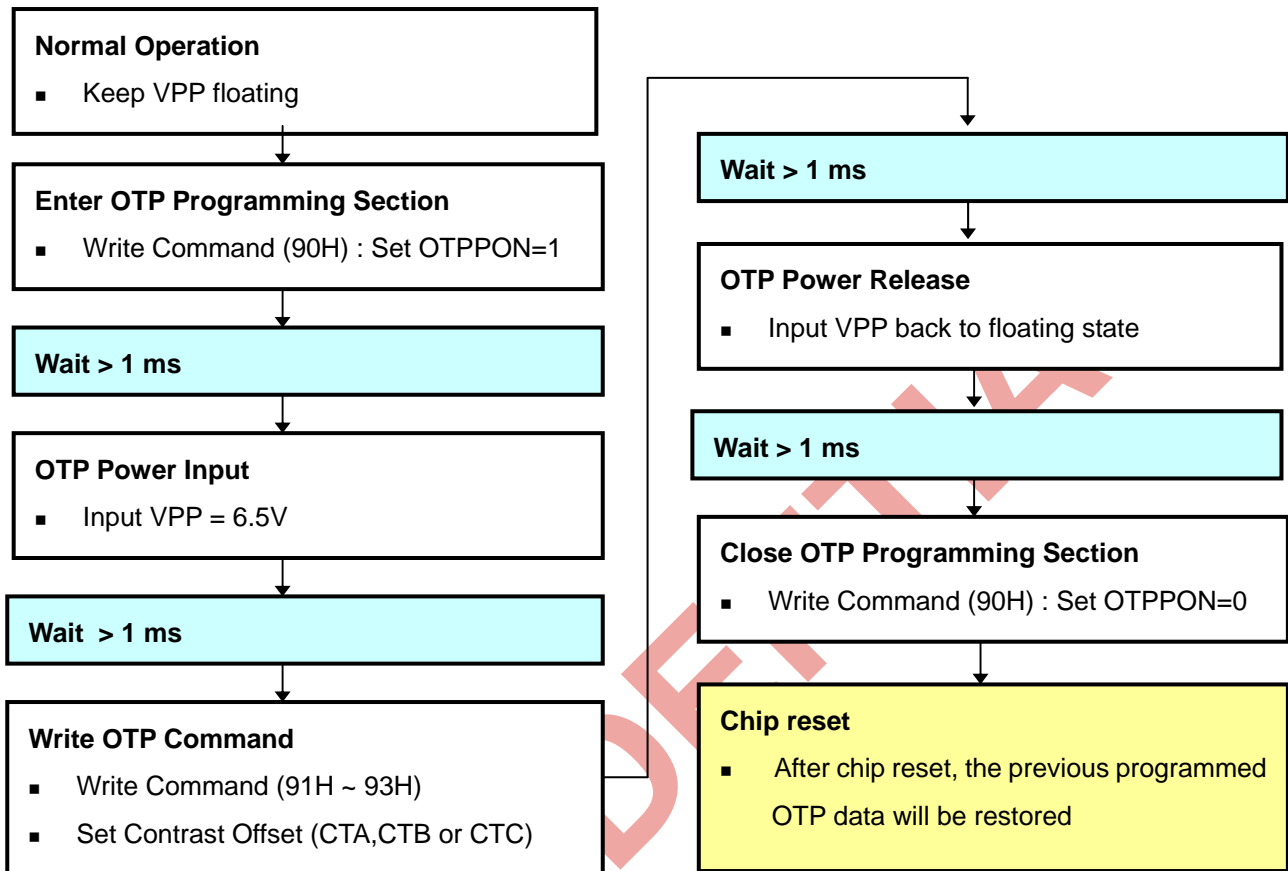 Normal Operation
■ Keep VPP floating
Enter OTP Programming Section
■ Write Command (90H) : Set OTPPON=1
Wait > 1 ms
OTP Power Input
■ Input VPP = 6.5V
Wait > 1 ms
Write OTP Command
■ Write Command (91H ~ 93H)
■ Set Contrast Offset (CTA,CTB or CTC)
Wait > 1 ms
OTP Power Release
■ Input VPP back to floating state
Wait > 1 ms
Close OTP Programming Section
■ Write Command (90H) : Set OTPPON=0
Chip reset
■ After chip reset, the previous programmed
OTP data will be restored